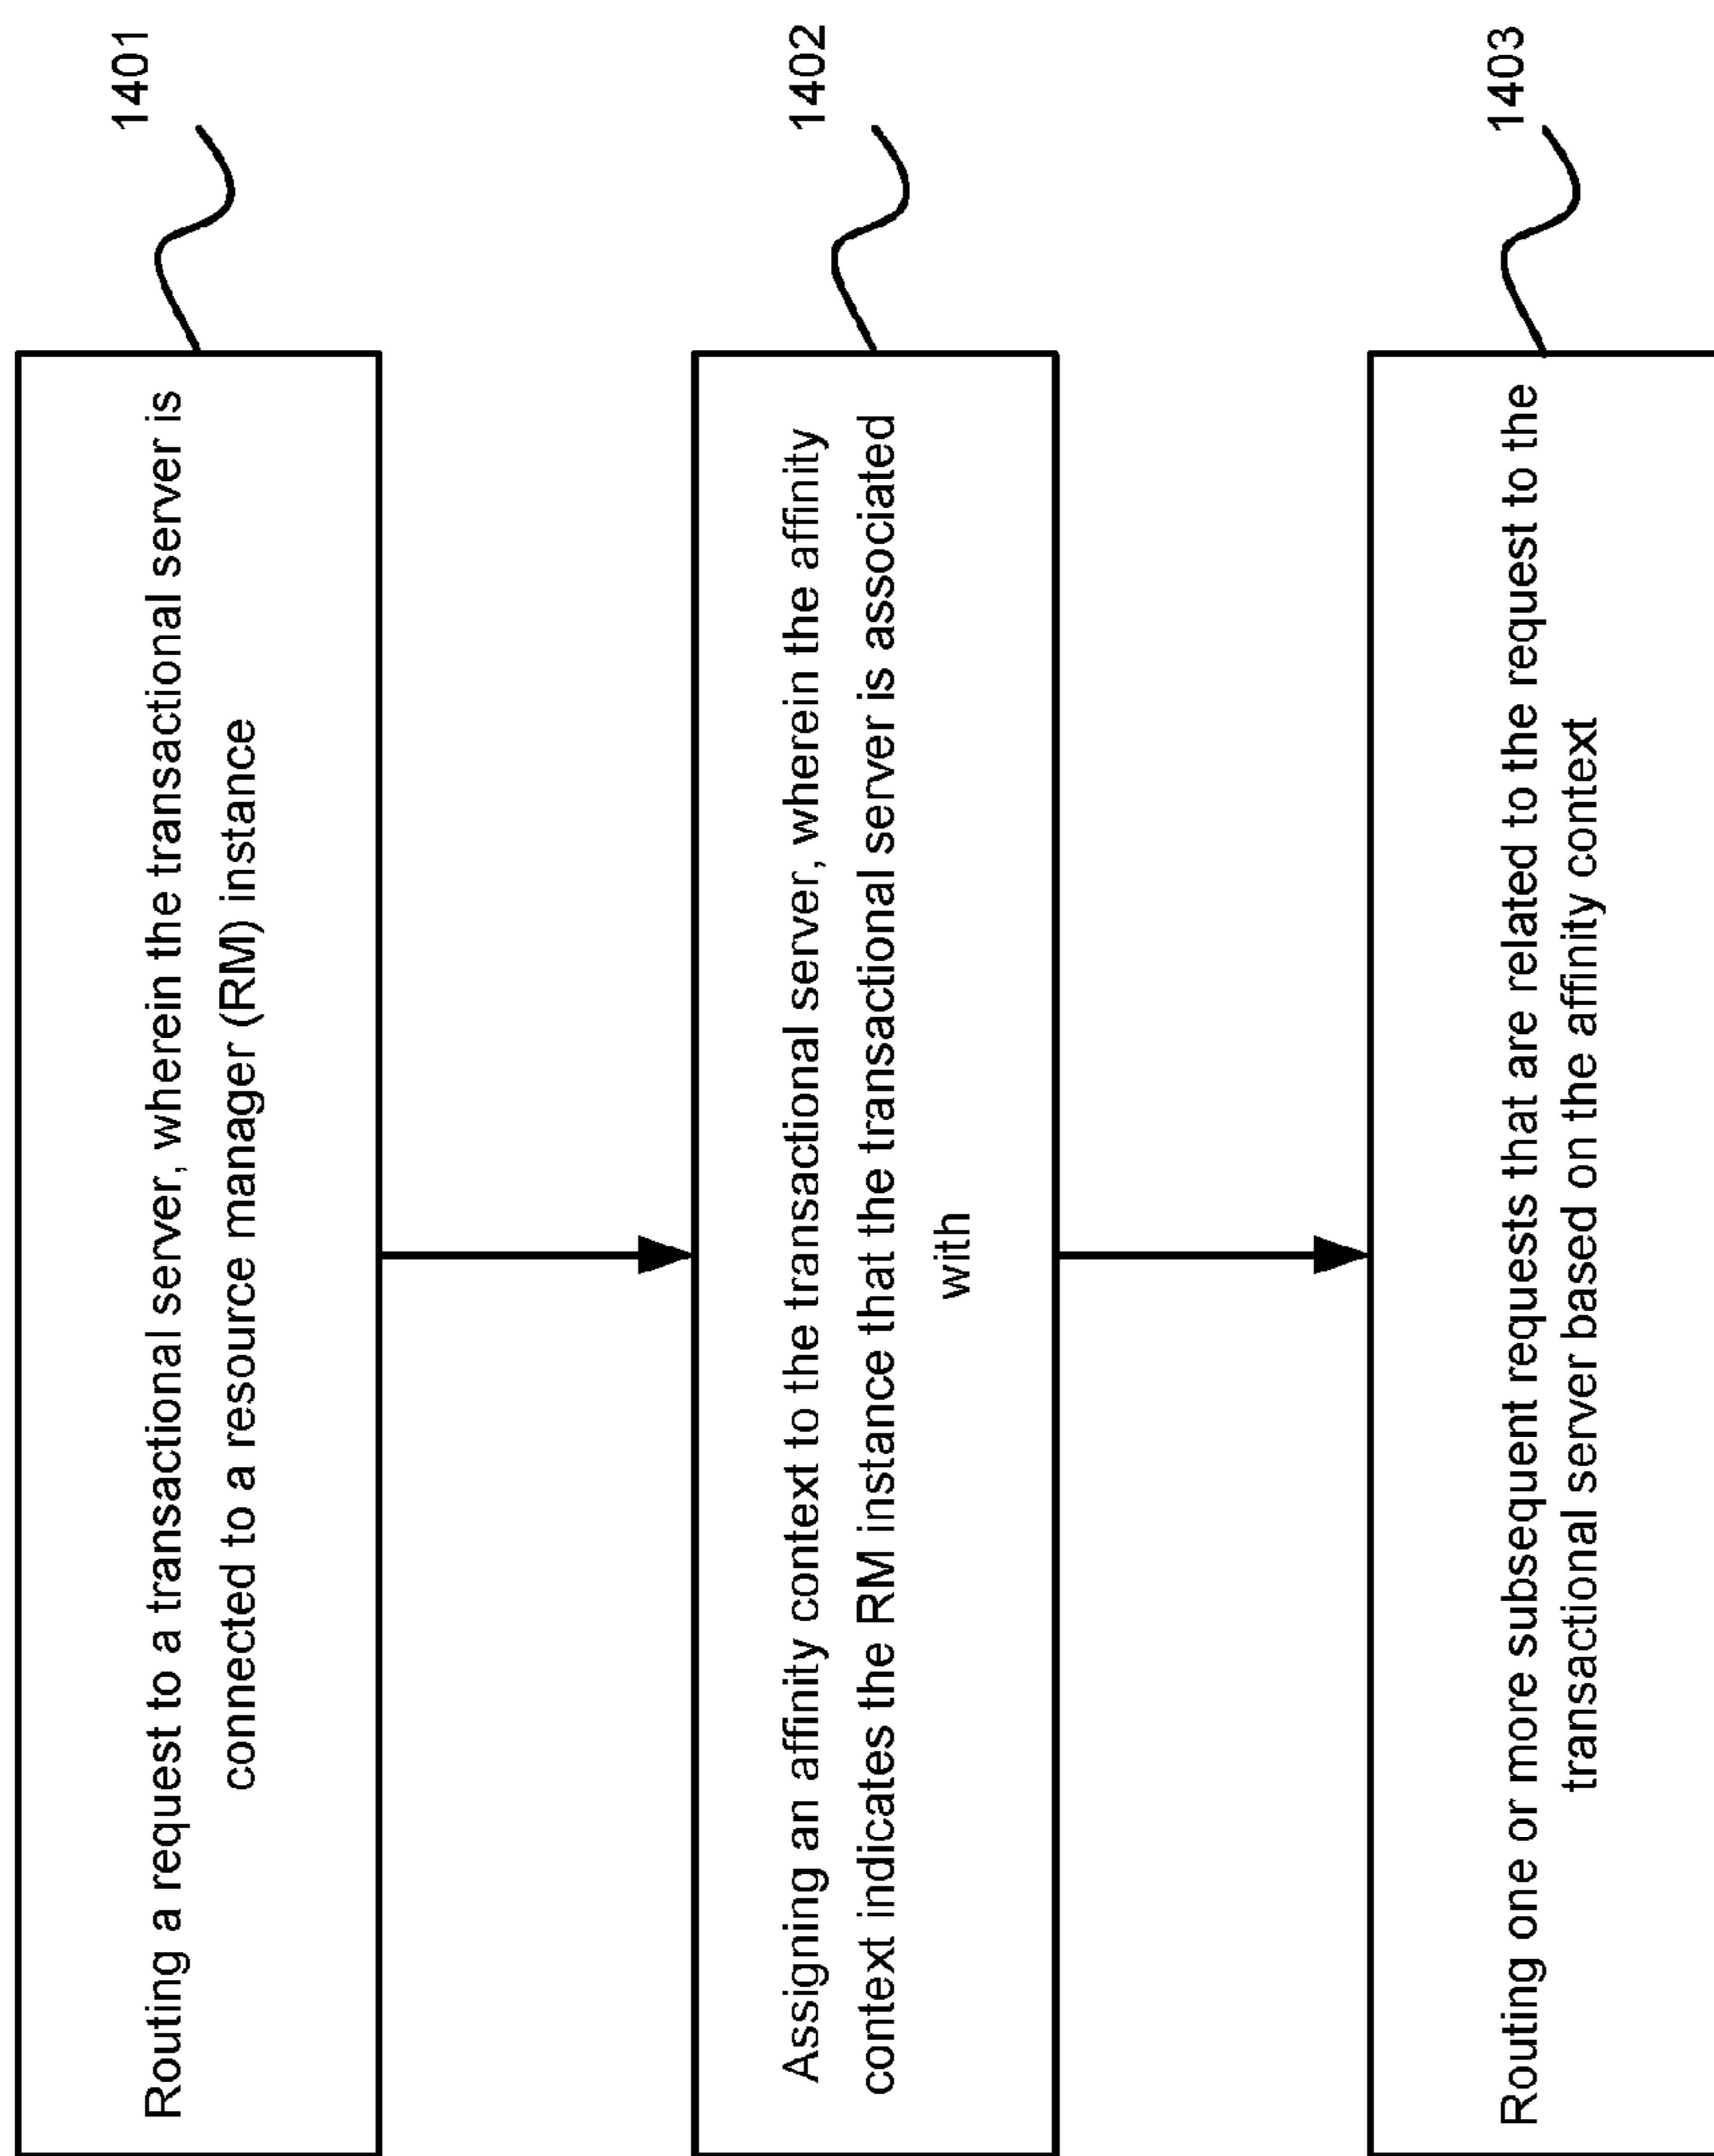 1401
Routing a request to a transactional server, wherein the transactional server is
connected to a resource manager (RM) instance
1402
Assigning an affinity context to the transactional server, wherein the affinity
context indicates the RM instance that the transactional server is associated
with
1403
Routing one or more subsequent requests that are related to the request to the
transactional server based on the affinity context